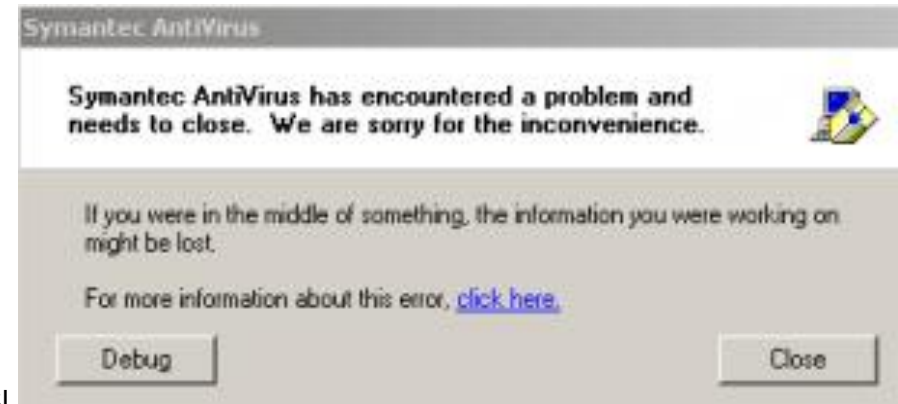 Symantec AntiVirus
Symantec AntiVirus has encountered a problem and
needs to close.  We are sorry for the inconvenience.
If you were in the middle of something, the information you were working on
might be lost.
For more information about this error, click here.
Debug
Close